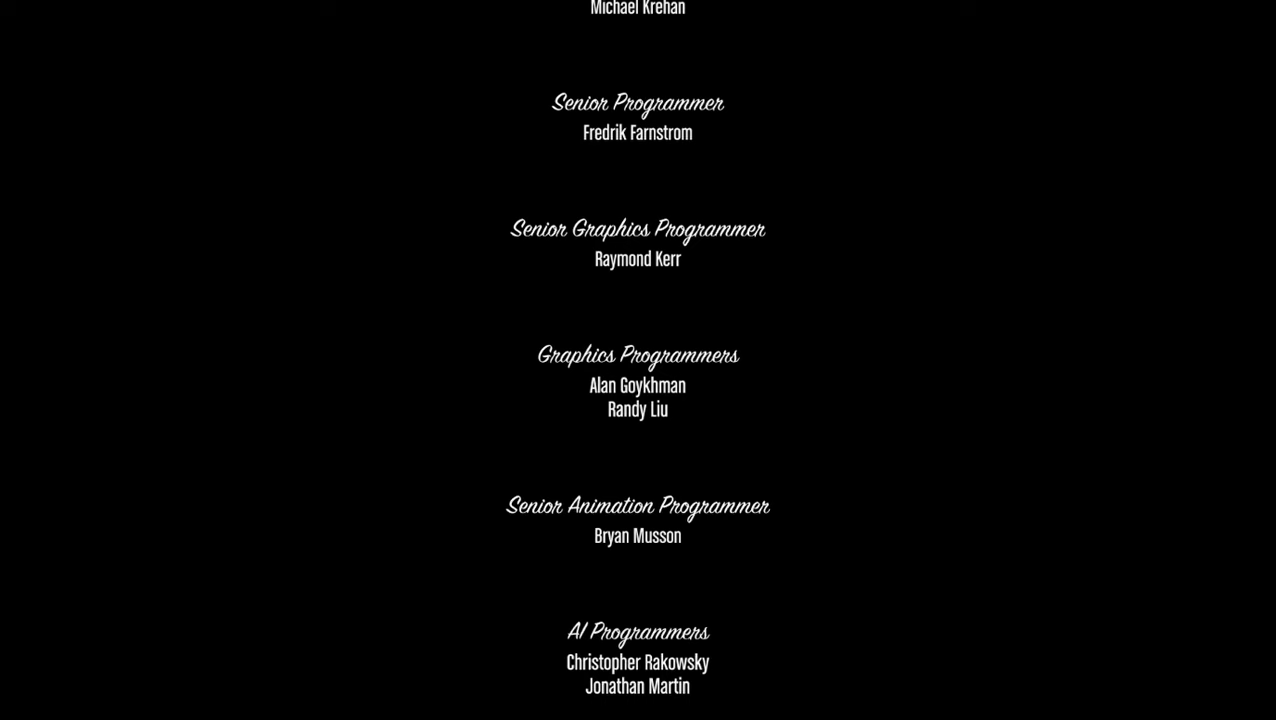 Michael Krehan
Senior Programmer
Fredrik Farnstrom
Senior Graphics Programmer
Raymond Kerr
Graphics Programmers
Alan Goykhman
Randy Liu
Senior Animation Programmer
Bryan Musson
AI Programmers
Christopher Rakowsky
Jonathan Martin